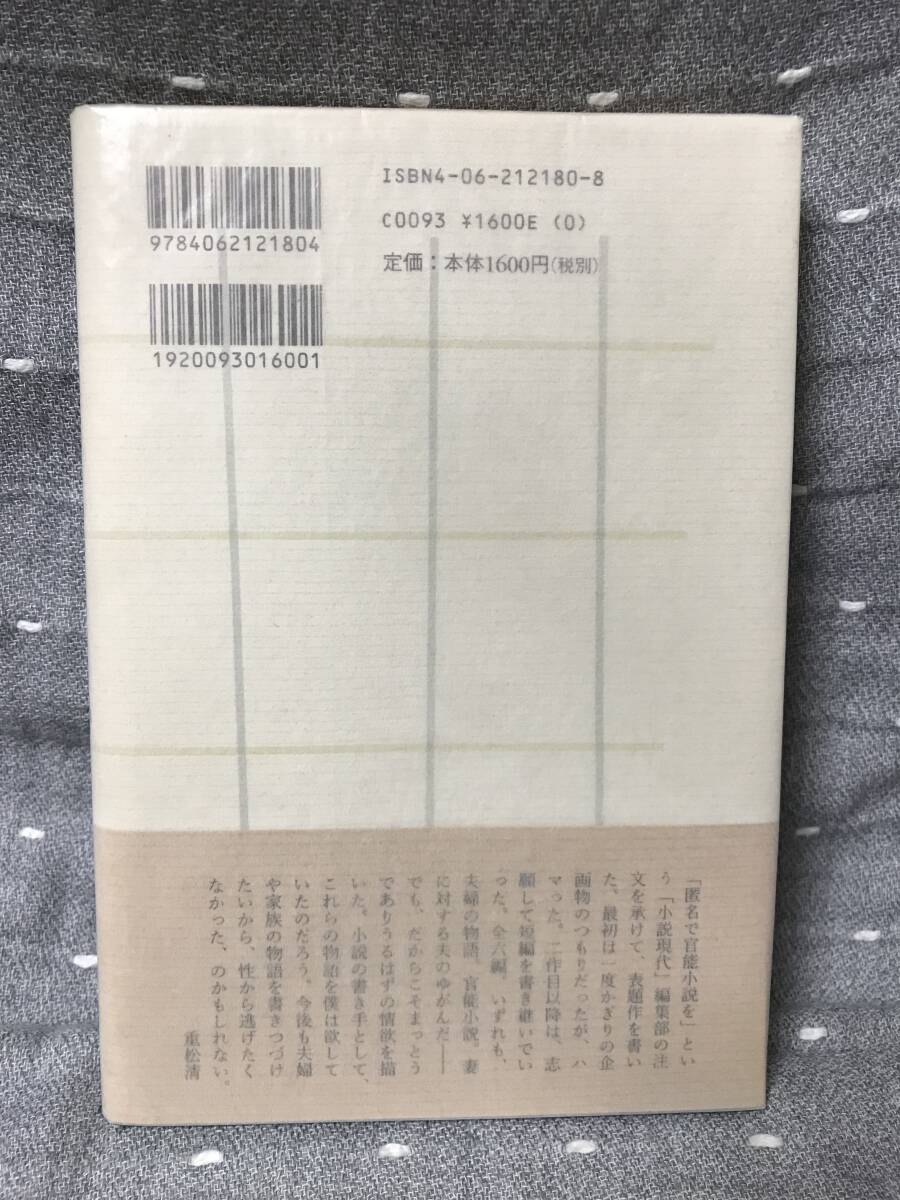 ISBN4-06-212180-8
C0093 ¥1600E (0)
定価：本体1600円(税別)
9784062121804
1920093016001
「匿名で官能小説を」とい
う「小説現代」編集部の注
文を承けて、表題作を書い
た。最初は一度かぎりの企
画物のつもりだったが、ハ
マった。二作目以降は、志
願して短編を書き継いでい
った。全六編。いずれも、
夫婦の物語。官能小説。妻
に対する夫のゆがんだ――
でも、だからこそまっとう
でありうるはずの情欲を描
いた。小説の書き手として、
これらの物語を僕は欲して
いたのだろう。今後も夫婦
や家族の物語を書きつづけ
たいから、性から逃げたく
なかった、のかもしれない。
重松清